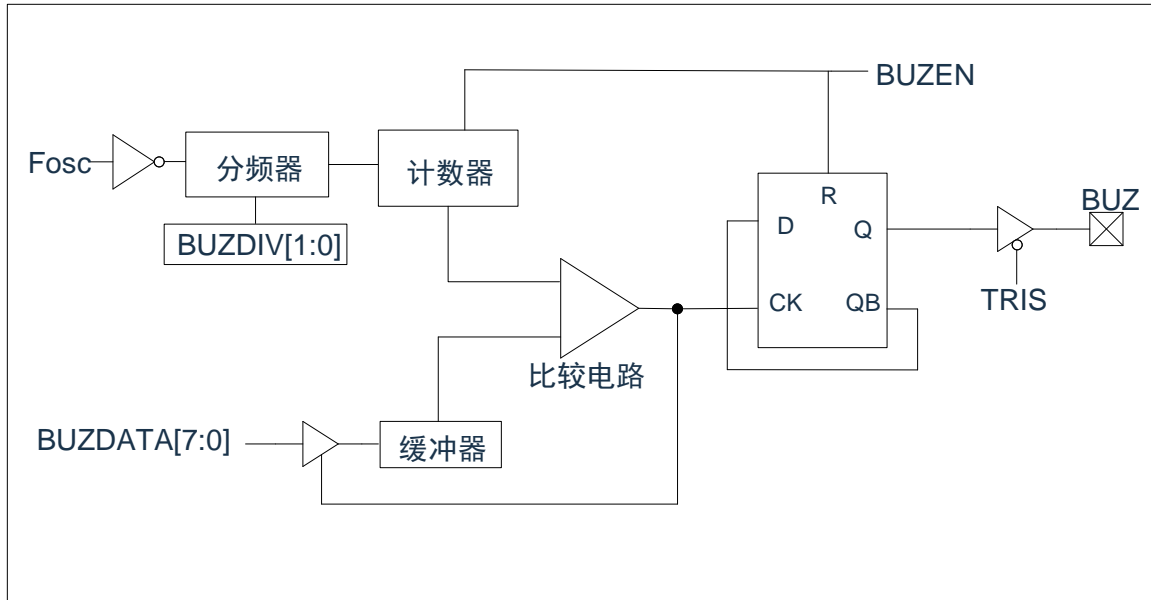 BUZEN
Fosc
分频器
计数器
BUZDIV[1:0]
R
D
Q
BUZ
CK
QB
TRIS
比较电路
BUZDATA[7:0]
缓冲器